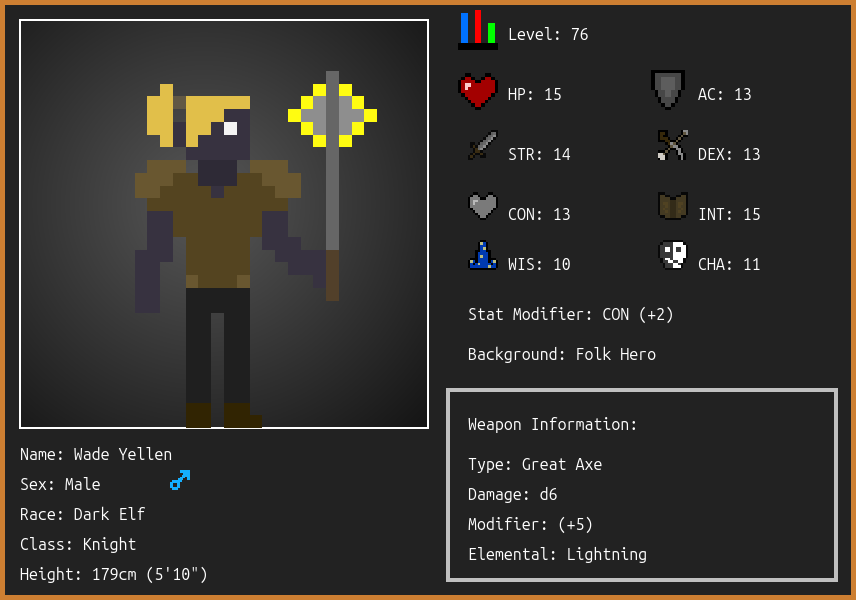 Level: 76
HP: 15
AC: 13
STR: 14
DEX: 13
CON: 13
INT: 15
WIS: 10
CHA: 11
Stat Modifier: CON (+2)
Background: Folk Hero
Weapon Information:
Type: Great Axe
Damage: d6
Modifier: (+5)
Elemental: Lightning
Name: Wade Yellen
Sex: Male
Race: Dark Elf
Class: Knight
Height: 179cm (5'10")